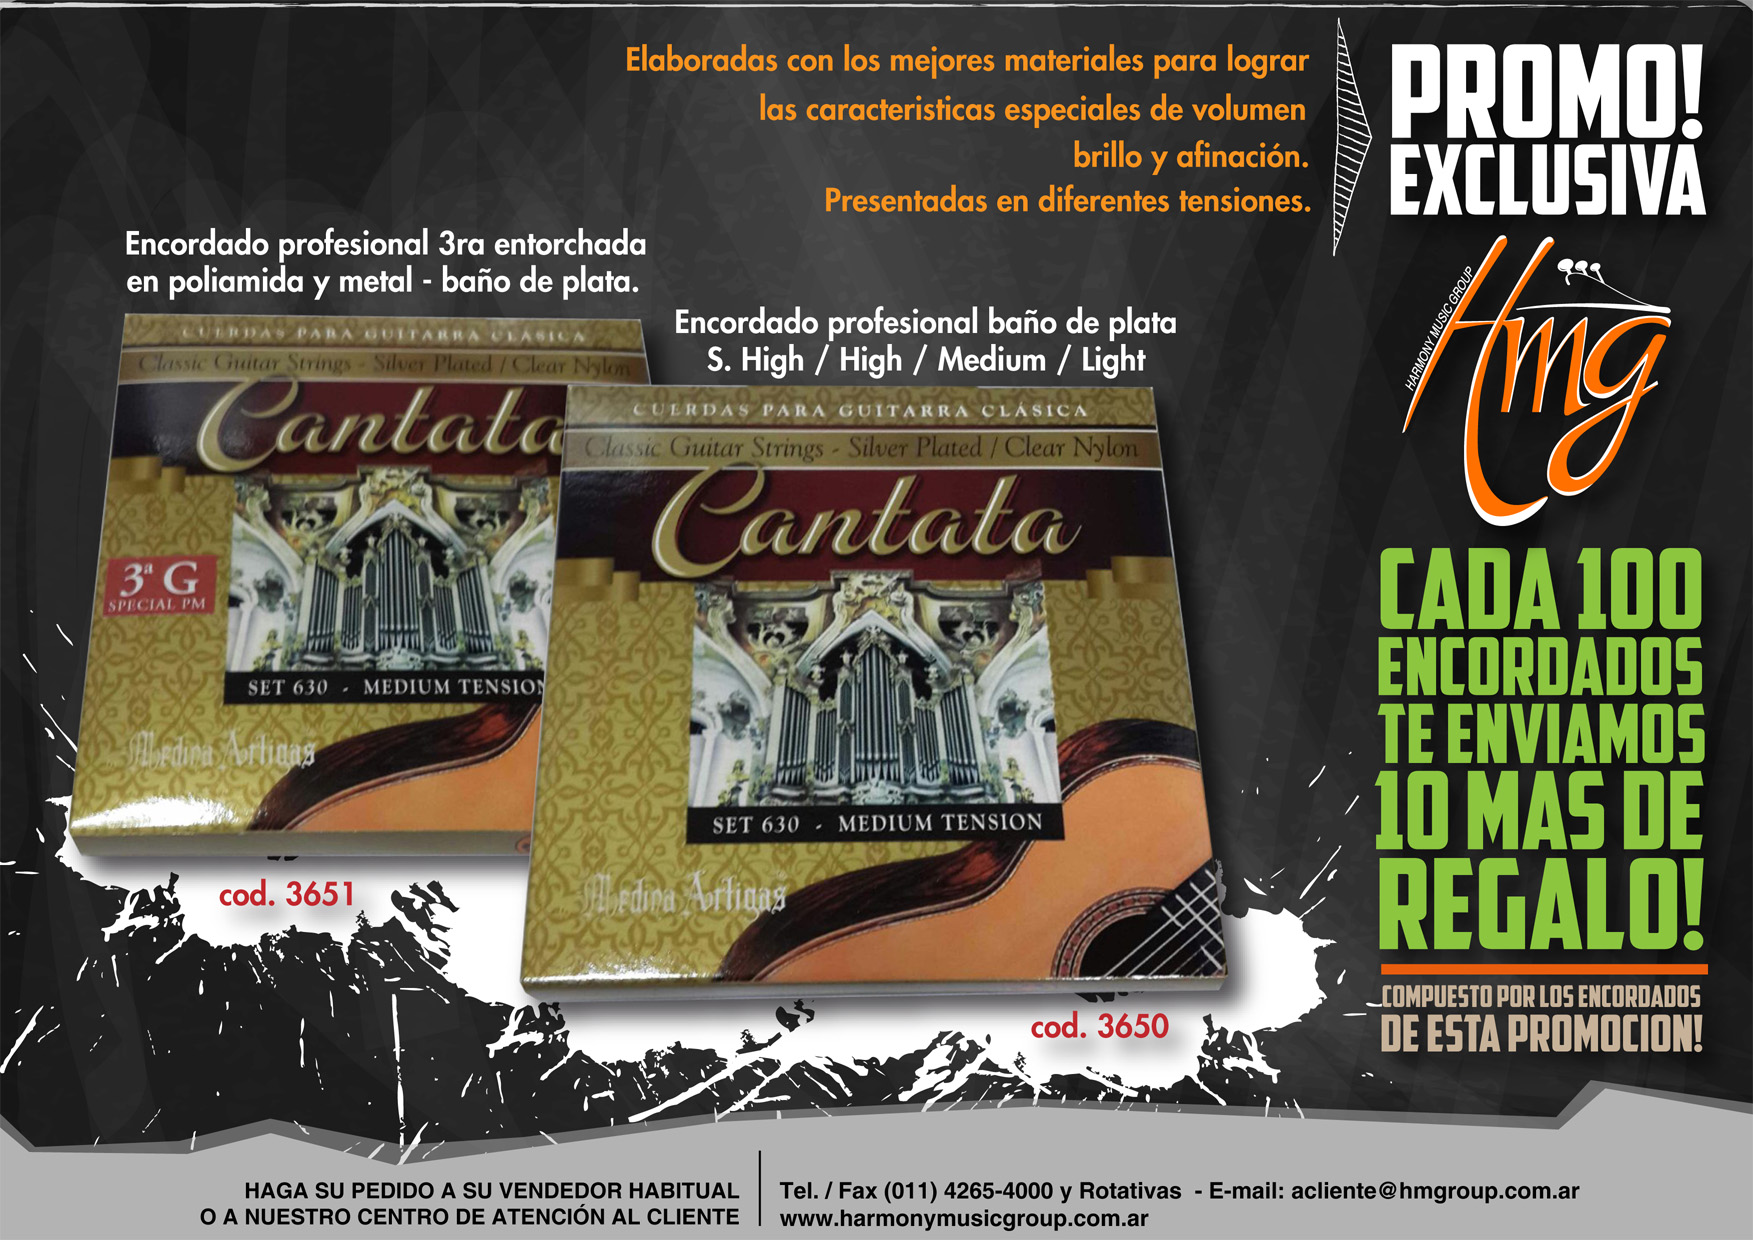 Elaboradas con los mejores materiales para lograr
las caracteristicas especiales de volumen
brillo y afinación.
Presentadas en diferentes tensiones.
PROMO!
EXCLUSIVA
HARMONY MUSIC GROUP
Hmg
Encordado profesional 3ra entorchada
en poliamida y metal - baño de plata.
Encordado profesional baño de plata
S. High / High / Medium / Light
CUERDAS PARA GUITARRA CLÁSICA
Classic Guitar Strings - Silver Plated / Clear Nylon
Cantata
3ª G
SPECIAL PM
SET 630 - MEDIUM TENSION
Medina Artigas
cod. 3651
CUERDAS PARA GUITARRA CLÁSICA
Classic Guitar Strings - Silver Plated / Clear Nylon
Cantata
SET 630 - MEDIUM TENSION
Medina Artigas
cod. 3650
CADA 100
ENCORDADOS
TE ENVIAMOS
10 MAS DE
REGALO!
COMPUESTO POR LOS ENCORDADOS
DE ESTA PROMOCION!
HAGA SU PEDIDO A SU VENDEDOR HABITUAL
O A NUESTRO CENTRO DE ATENCIÓN AL CLIENTE
Tel. / Fax (011) 4265-4000 y Rotativas - E-mail: acliente@hmgroup.com.ar
www.harmonymusicgroup.com.ar